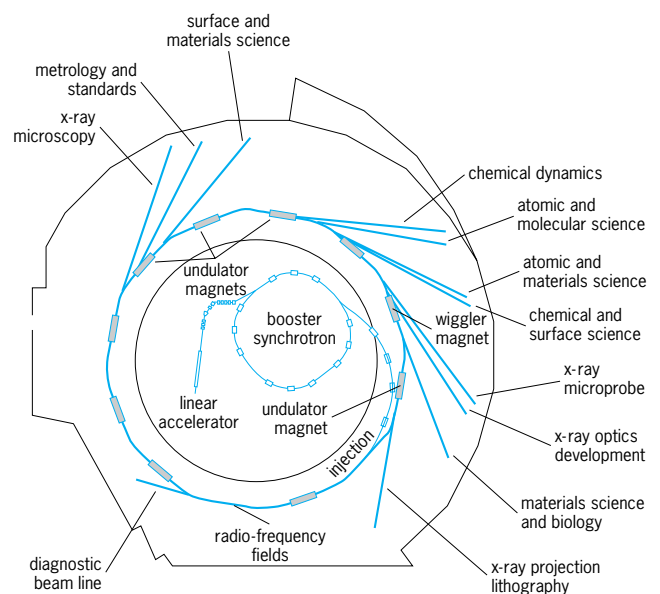 surface and
materials science
metrology and
standards
x-ray
microscopy
chemical dynamics
atomic and
molecular science
atomic and
materials science
chemical and
surface science
undulator
magnets
booster
synchrotron
wiggler
magnet
linear
accelerator
undulator
magnet
injection
x-ray
microprobe
x-ray optics
development
materials science
and biology
radio-frequency
fields
diagnostic
beam line
x-ray projection
lithography